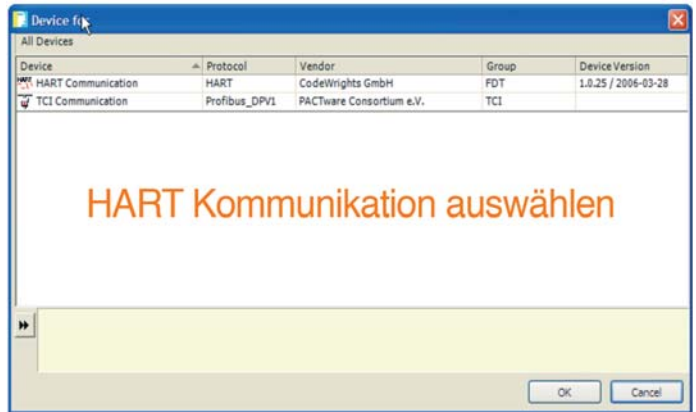 Device for
All Devices
Device Protocol Vendor Group Device Version
HART Communication HART CodeWrights GmbH FDT 1.0.25 / 2006-03-28
TCI Communication Profibus_DPV1 PACTware Consortium e.V. TCI
HART Kommunikation auswählen
OK Cancel